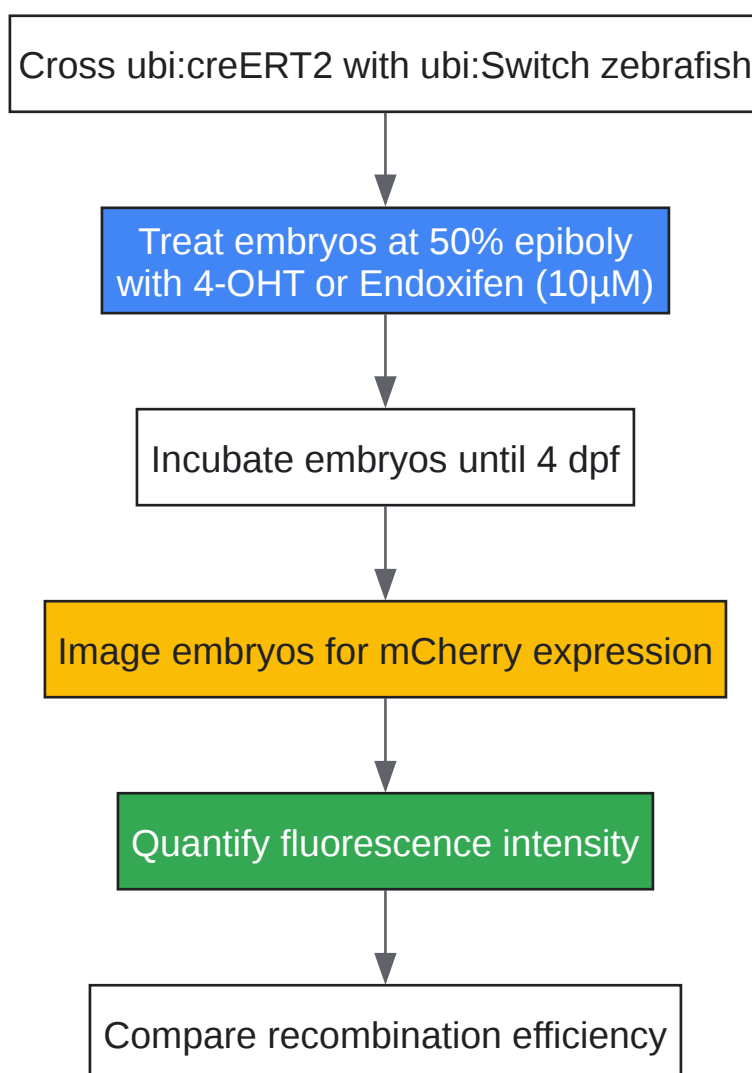 Cross ubi:creERT2 with ubi:Switch zebrafish
Treat embryos at 50% epiboly
with 4-OHT or Endoxifen (10µM)
Incubate embryos until 4 dpf
Image embryos for mCherry expression
Quantify fluorescence intensity
Compare recombination efficiency